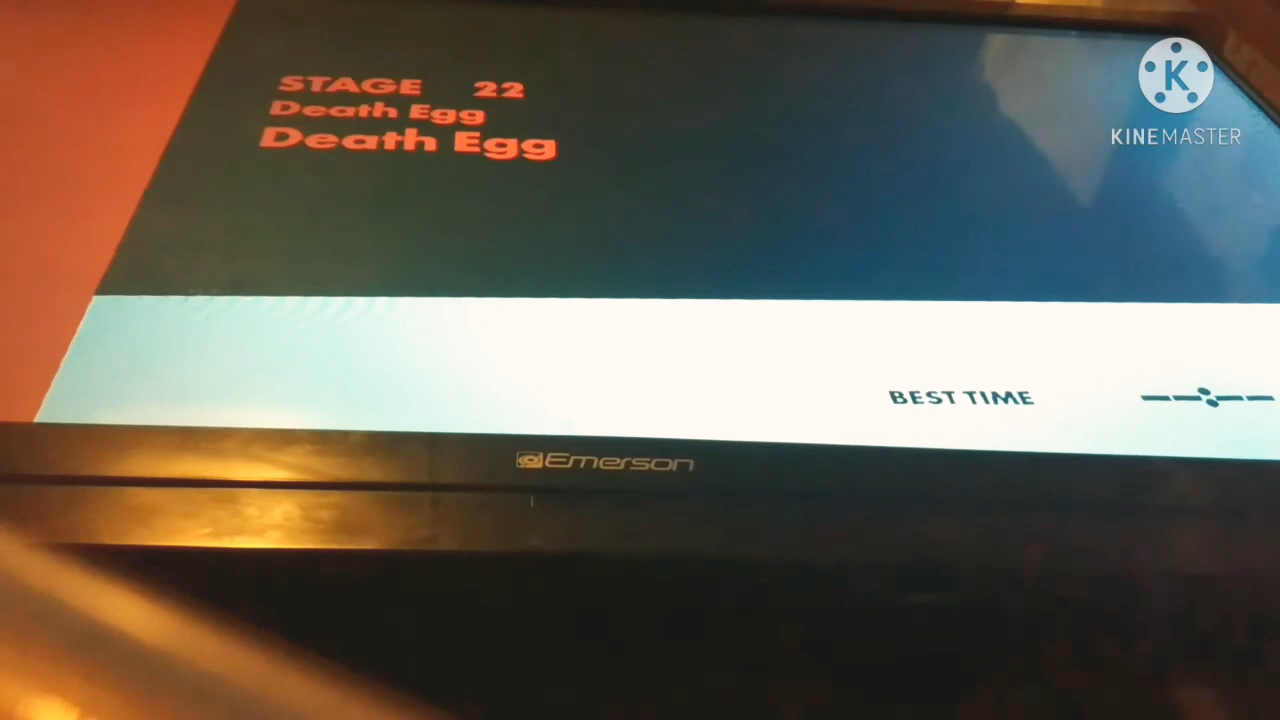 STAGE 22
Death Egg
Death Egg
K
KINEMASTER
BEST TIME --:--
Emerson